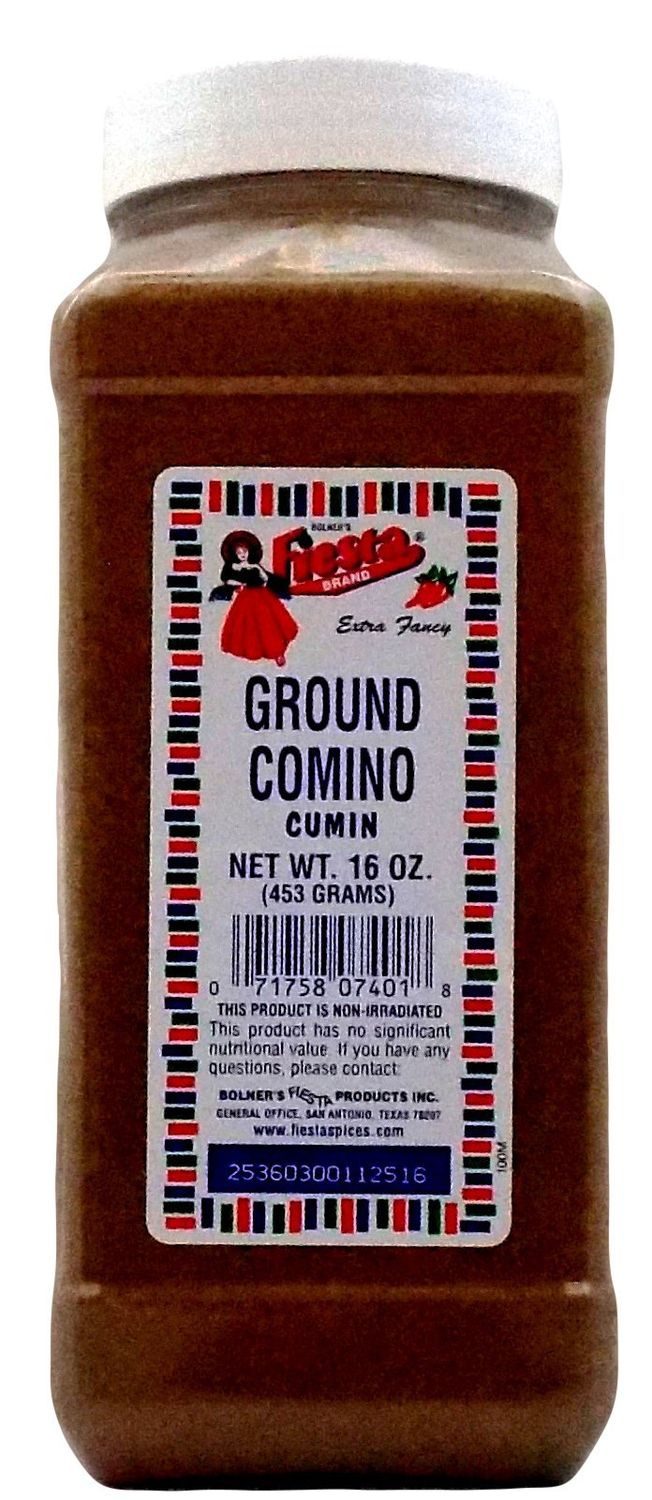 BOLNER'S
Fiesta®
BRAND
Extra Fancy
GROUND
COMINO
CUMIN
NET WT. 16 OZ.
(453 GRAMS)
0 71758 07401 8
THIS PRODUCT IS NON-IRRADIATED
This product has no significant
nutritional value. If you have any
questions, please contact:
BOLNER'S FIESTA PRODUCTS INC.
GENERAL OFFICE, SAN ANTONIO, TEXAS 78207
www.fiestaspices.com
25360300112516
100M